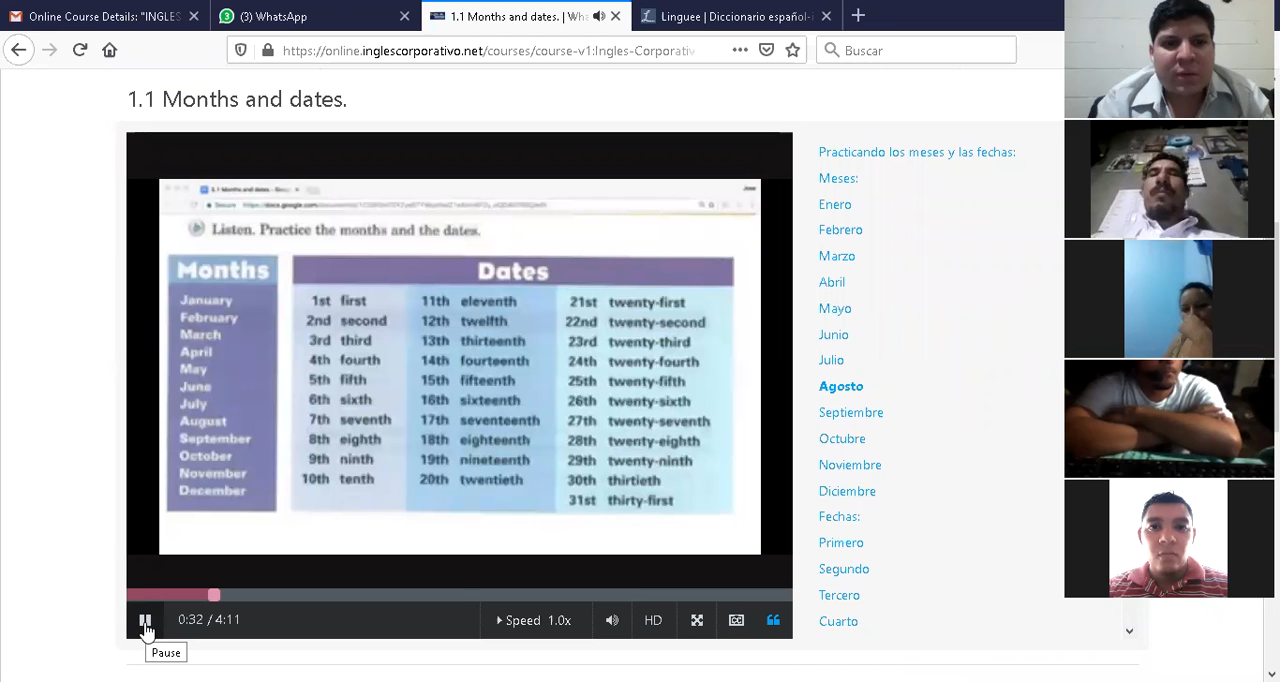 Online Course Details: "INGLES
(3) WhatsApp
1.1 Months and dates. | Wha
Linguee | Diccionario español-i
https://online.inglescorporativo.net/courses/course-v1:Ingles-Corporativ
Buscar
1.1 Months and dates.
Listen. Practice the months and the dates.
Months
January
February
March
April
May
June
July
August
September
October
November
December
Dates
1st first
2nd second
3rd third
4th fourth
5th fifth
6th sixth
7th seventh
8th eighth
9th ninth
10th tenth
11th eleventh
12th twelfth
13th thirteenth
14th fourteenth
15th fifteenth
16th sixteenth
17th seventeenth
18th eighteenth
19th nineteenth
20th twentieth
21st twenty-first
22nd twenty-second
23rd twenty-third
24th twenty-fourth
25th twenty-fifth
26th twenty-sixth
27th twenty-seventh
28th twenty-eighth
29th twenty-ninth
30th thirtieth
31st thirty-first
0:32 / 4:11
Speed 1.0x
HD
Pause
Practicando los meses y las fechas:
Meses:
Enero
Febrero
Marzo
Abril
Mayo
Junio
Julio
Agosto
Septiembre
Octubre
Noviembre
Diciembre
Fechas:
Primero
Segundo
Tercero
Cuarto